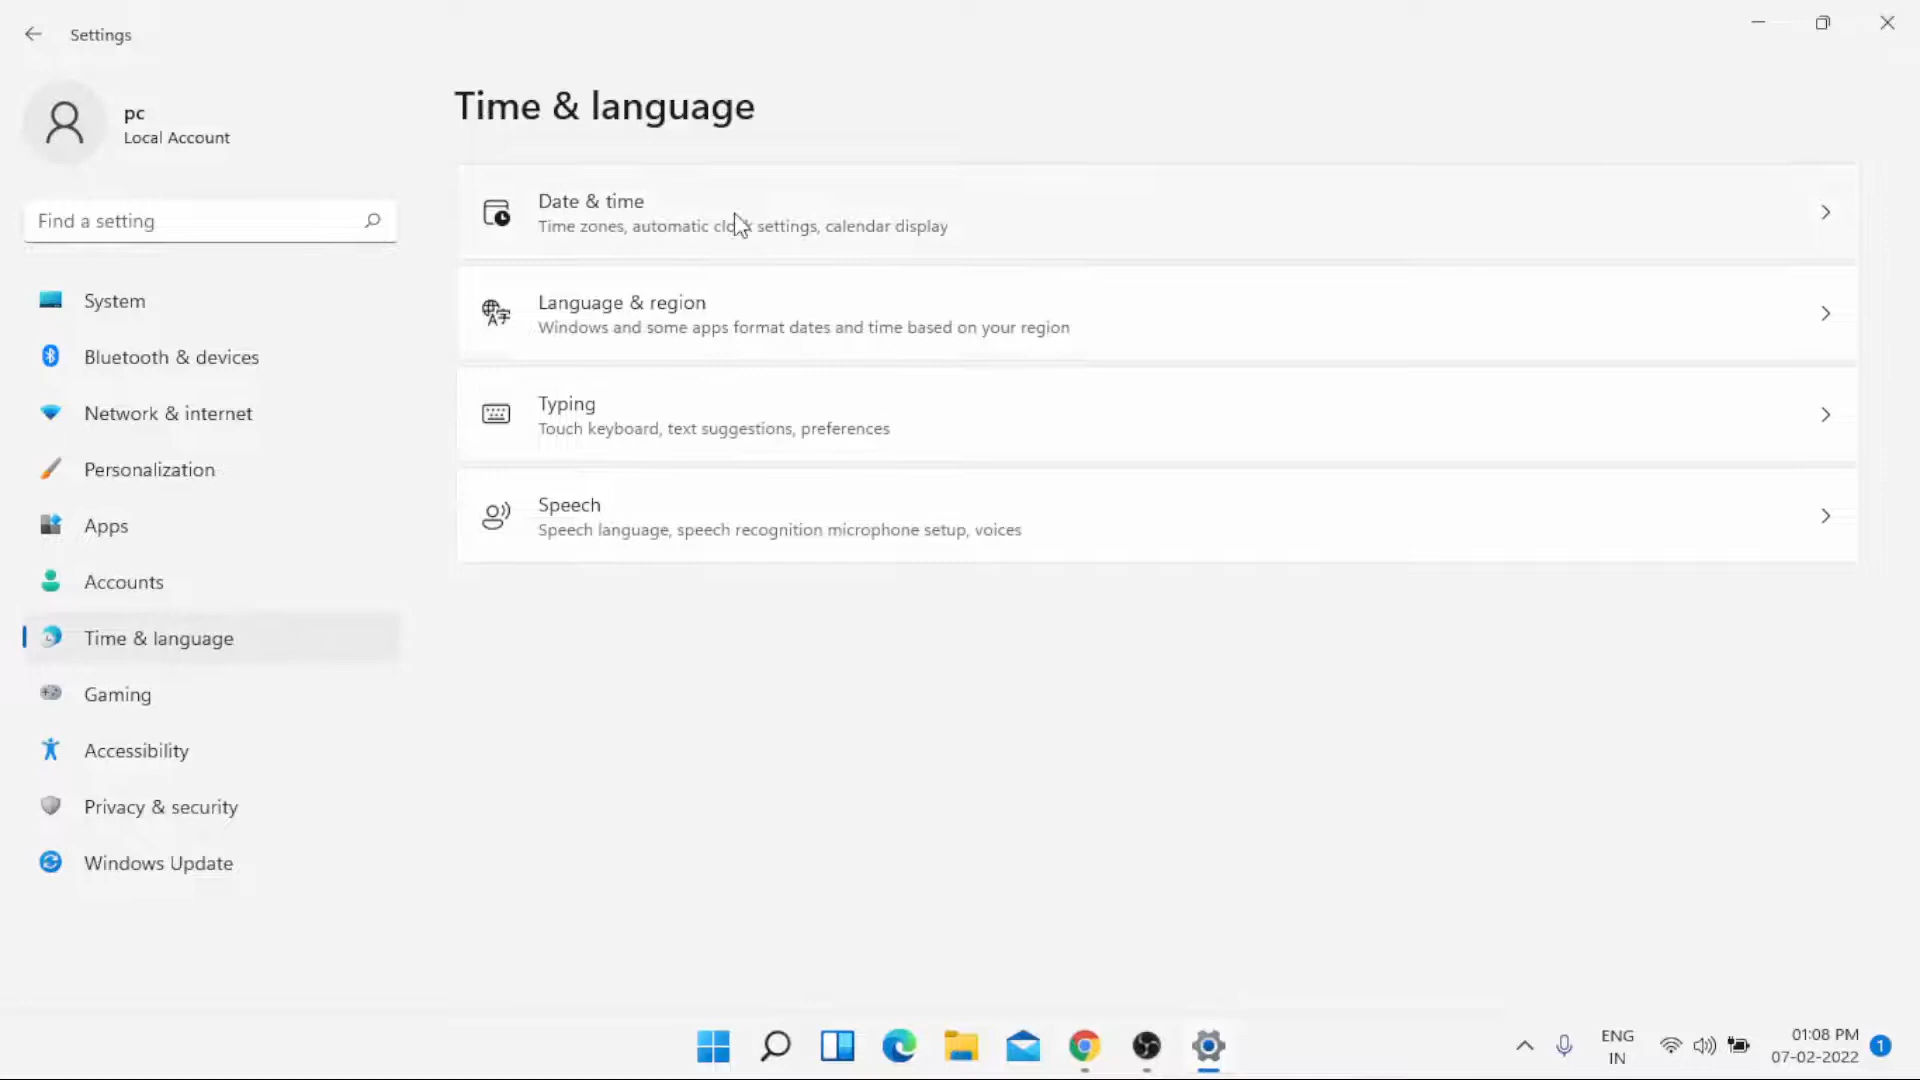 Settings
pc
Local Account
Find a setting
System
Bluetooth & devices
Network & internet
Personalization
Apps
Accounts
Time & language
Gaming
Accessibility
Privacy & security
Windows Update
Time & language
Date & time
Time zones, automatic clock settings, calendar display
Language & region
Windows and some apps format dates and time based on your region
Typing
Touch keyboard, text suggestions, preferences
Speech
Speech language, speech recognition microphone setup, voices
ENG
IN
01:08 PM
07-02-2022
1